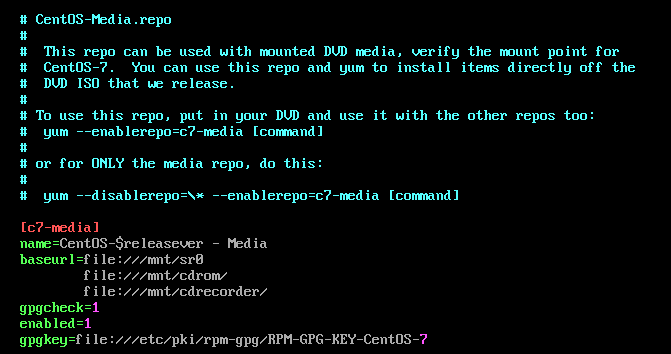 # CentOS-Media.repo
#
#  This repo can be used with mounted DVD media, verify the mount point for
#  CentOS-7.  You can use this repo and yum to install items directly off the
#  DVD ISO that we release.
#
# To use this repo, put in your DVD and use it with the other repos too:
#  yum --enablerepo=c7-media [command]
#
# or for ONLY the media repo, do this:
#
#  yum --disablerepo=\* --enablerepo=c7-media [command]

[c7-media]
name=CentOS-$releasever - Media
baseurl=file:///mnt/sr0
        file:///mnt/cdrom/
        file:///mnt/cdrecorder/
gpgcheck=1
enabled=1
gpgkey=file:///etc/pki/rpm-gpg/RPM-GPG-KEY-CentOS-7